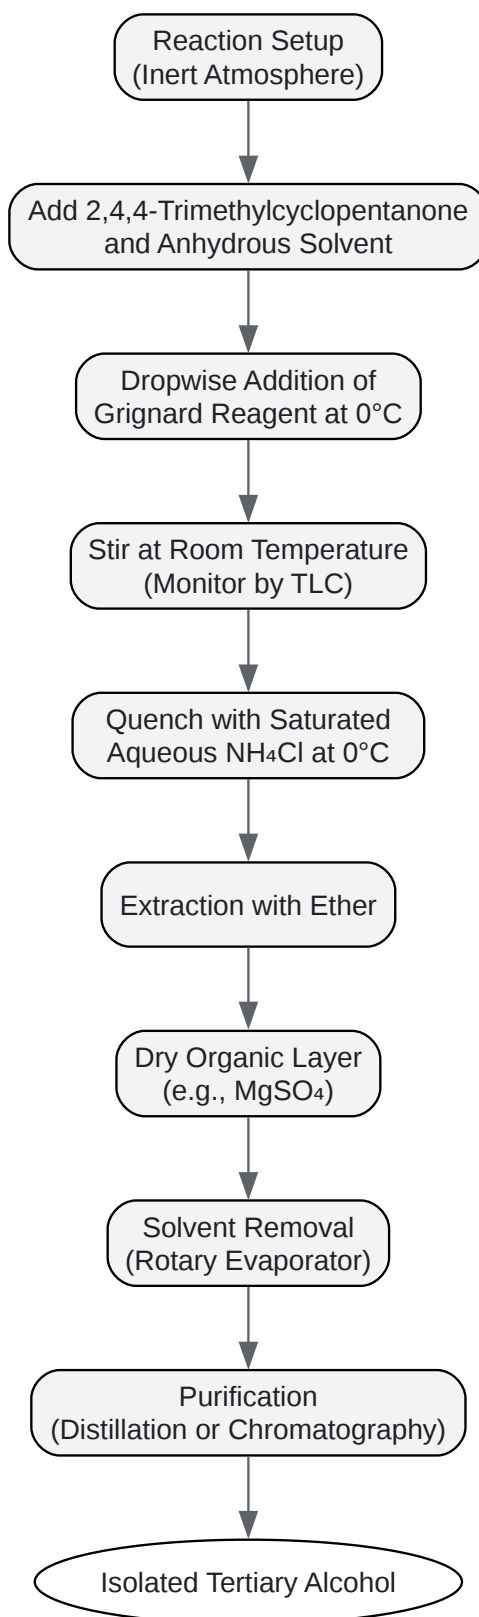 Reaction Setup
(Inert Atmosphere)
Add 2,4,4-Trimethylcyclopentanone
and Anhydrous Solvent
Dropwise Addition of
Grignard Reagent at 0°C
Stir at Room Temperature
(Monitor by TLC)
Quench with Saturated
Aqueous NH₄Cl at 0°C
Extraction with Ether
Dry Organic Layer
(e.g., MgSO₄)
Solvent Removal
(Rotary Evaporator)
Purification
(Distillation or Chromatography)
Isolated Tertiary Alcohol